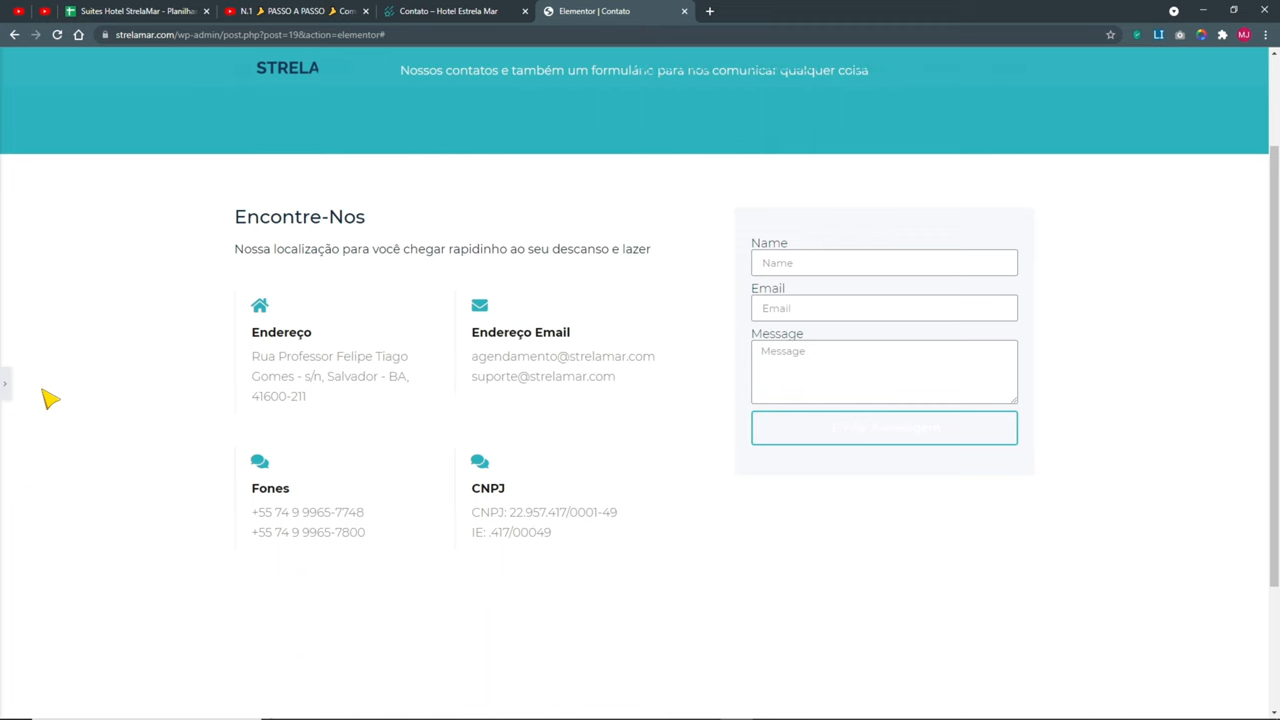 Suites Hotel StrelaMar - Planilha
N.1 PASSO A PASSO Com
Contato – Hotel Estrela Mar
Elementor | Contato
strelamar.com/wp-admin/post.php?post=19&action=elementor#
LI
MJ
STRELA
Nossos contatos e também um formulário para nos comunicar qualquer coisa
Encontre-Nos
Nossa localização para você chegar rapidinho ao seu descanso e lazer
Endereço
Rua Professor Felipe Tiago
Gomes - s/n, Salvador - BA,
41600-211
Endereço Email
agendamento@strelamar.com
suporte@strelamar.com
Fones
+55 74 9 9965-7748
+55 74 9 9965-7800
CNPJ
CNPJ: 22.957.417/0001-49
IE: .417/00049
Name
Name
Email
Email
Message
Message